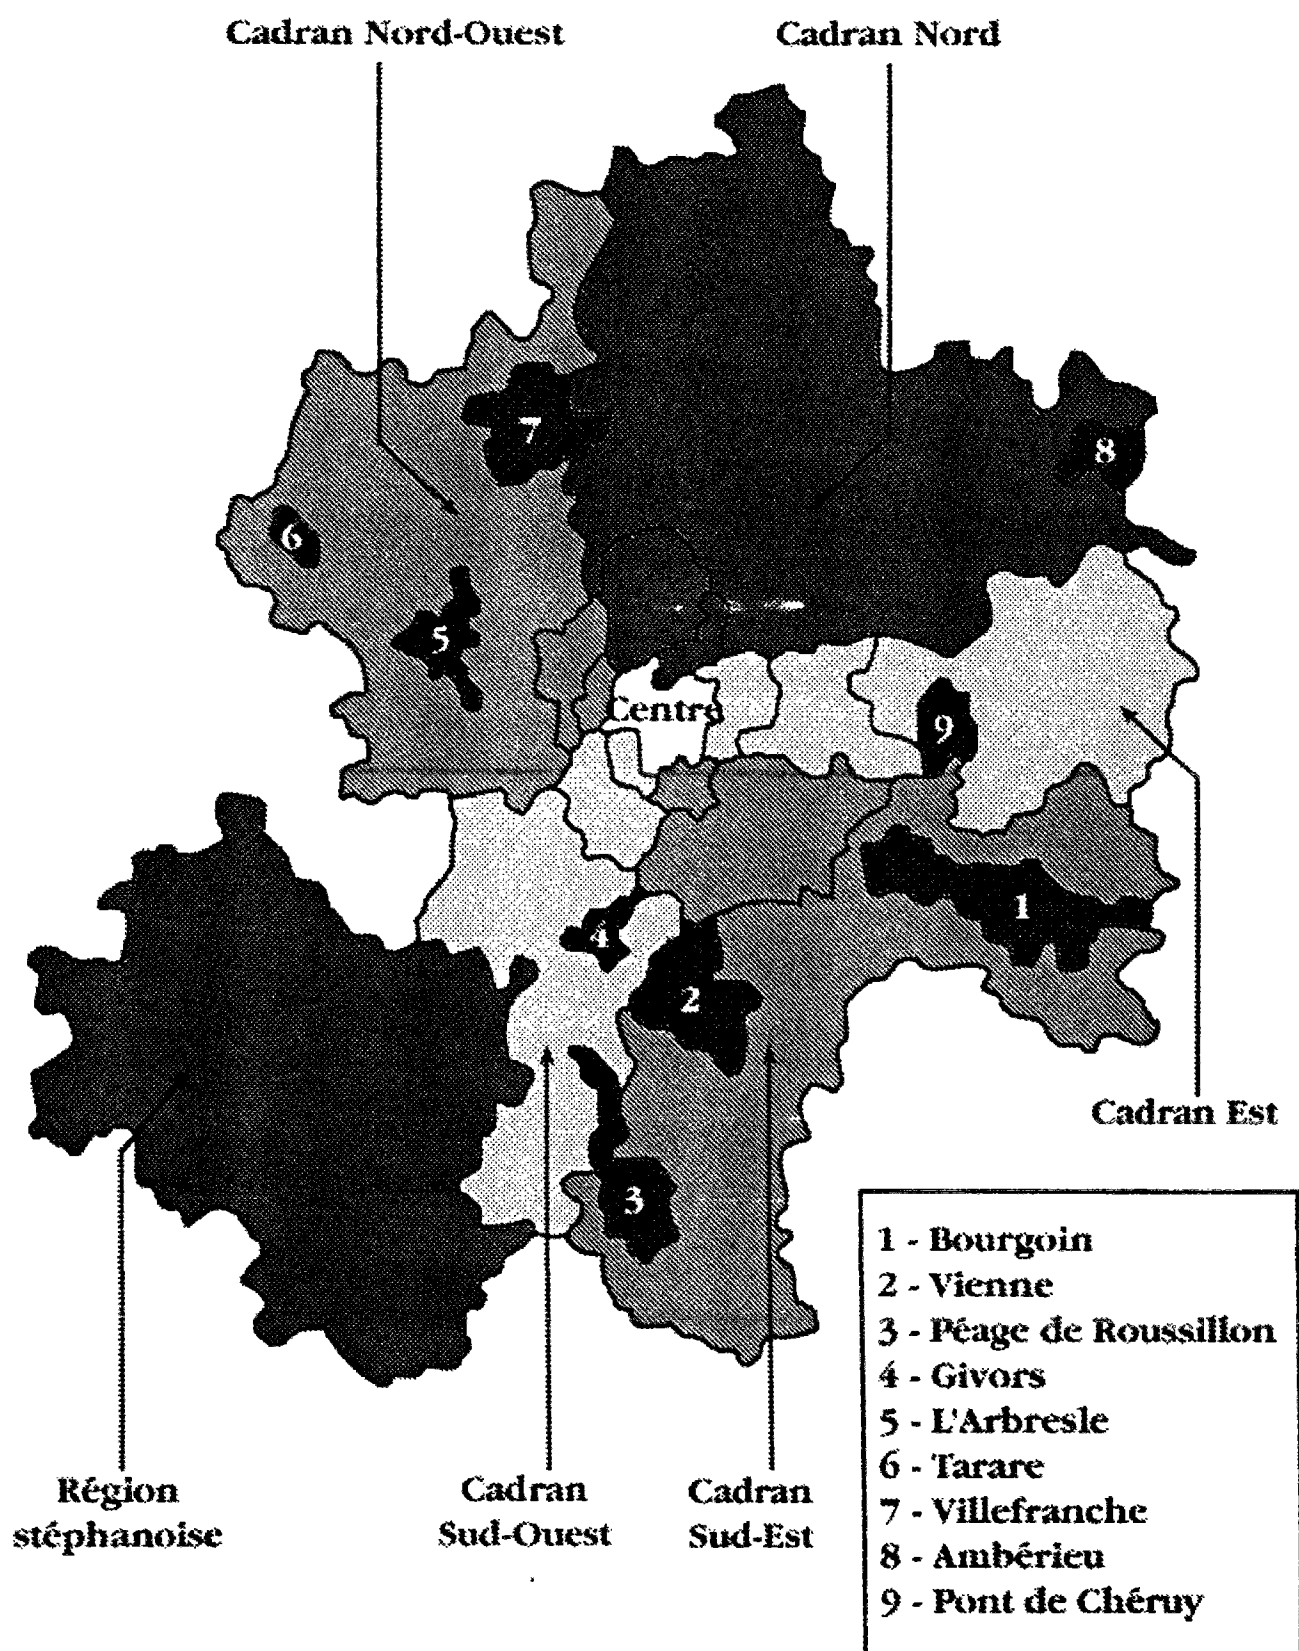 Cadran Nord-Ouest
Cadran Nord
7
8
6
5
Centre
9
1
4
2
Cadran Est
3
1 - Bourgoin
2 - Vienne
3 - Péage de Roussillon
4 - Givors
5 - L'Arbresle
6 - Tarare
7 - Villefranche
8 - Ambérieu
9 - Pont de Chéruy
Région
stéphanoise
Cadran
Sud-Ouest
Cadran
Sud-Est